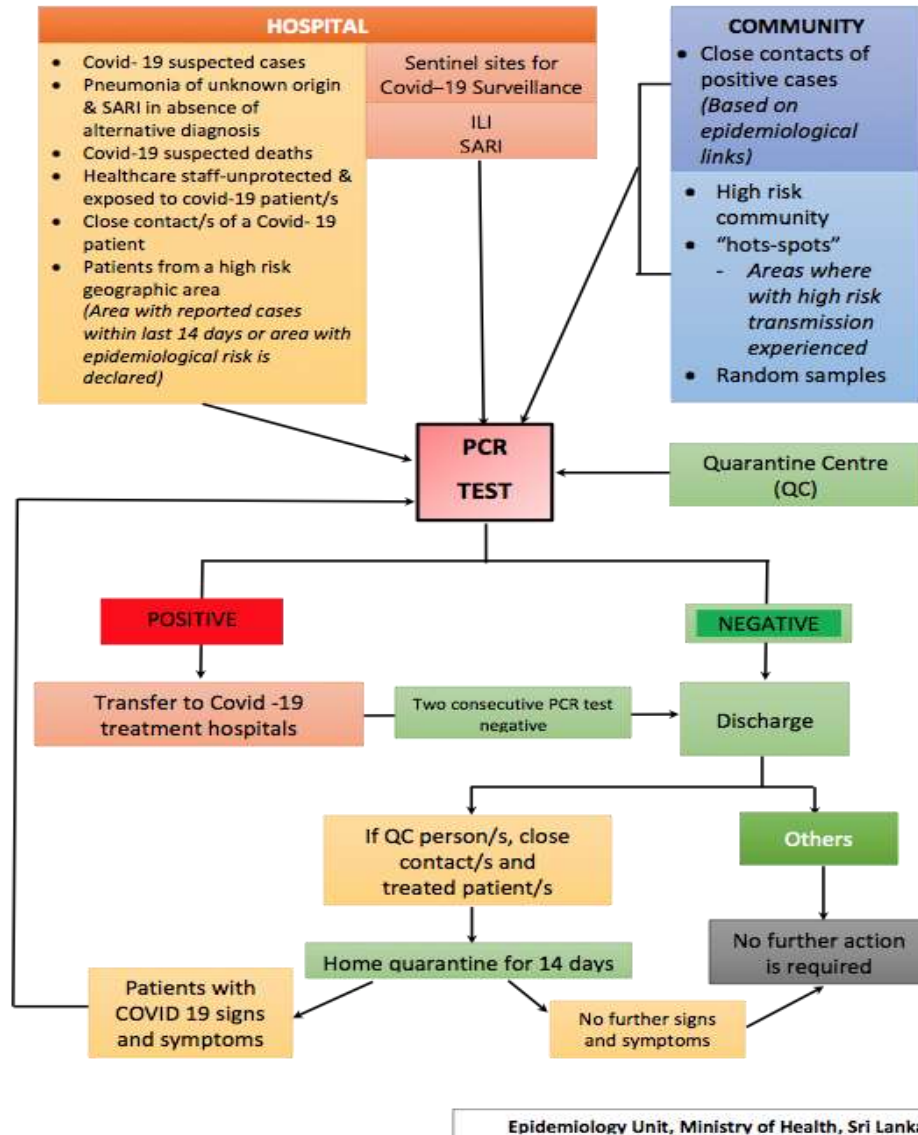 HOSPITAL
• Covid- 19 suspected cases
• Pneumonia of unknown origin
& SARI in absence of
alternative diagnosis
• Covid-19 suspected deaths
• Healthcare staff-unprotected &
exposed to covid-19 patient/s
• Close contact/s of a Covid- 19
patient
• Patients from a high risk
geographic area
(Area with reported cases
within last 14 days or area with
epidemiological risk is
declared)
Sentinel sites for
Covid–19 Surveillance
ILI
SARI
COMMUNITY
• Close contacts of
positive cases
(Based on
epidemiological
links)
• High risk
community
• “hots-spots”
- Areas where
with high risk
transmission
experienced
• Random samples
PCR
TEST
Quarantine Centre
(QC)
POSITIVE
NEGATIVE
Transfer to Covid -19
treatment hospitals
Two consecutive PCR test
negative
Discharge
If QC person/s, close
contact/s and
treated patient/s
Others
Home quarantine for 14 days
No further action
is required
Patients with
COVID 19 signs
and symptoms
No further signs
and symptoms
Epidemiology Unit, Ministry of Health, Sri Lanka